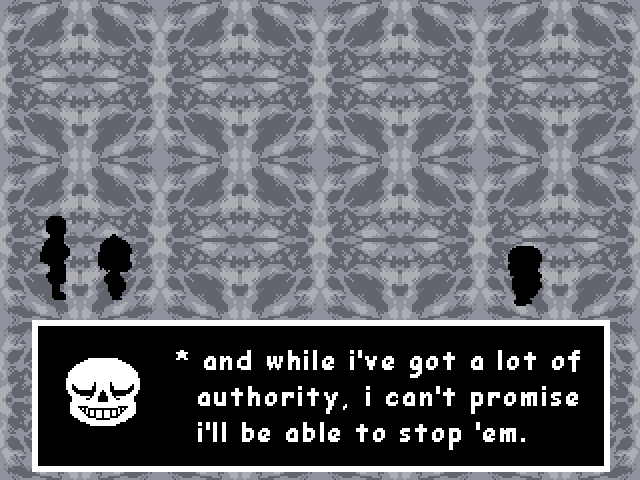 * and while i've got a lot of
authority, i can't promise
i'll be able to stop 'em.